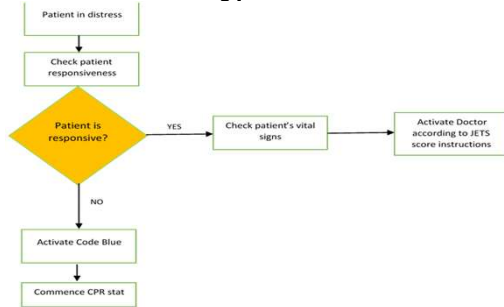 Patient in distress
Check patient
responsiveness
Patient is
responsive?
YES
Check patient's vital
signs
Activate Doctor
according to JETS
score instructions
NO
Activate Code Blue
Commence CPR stat